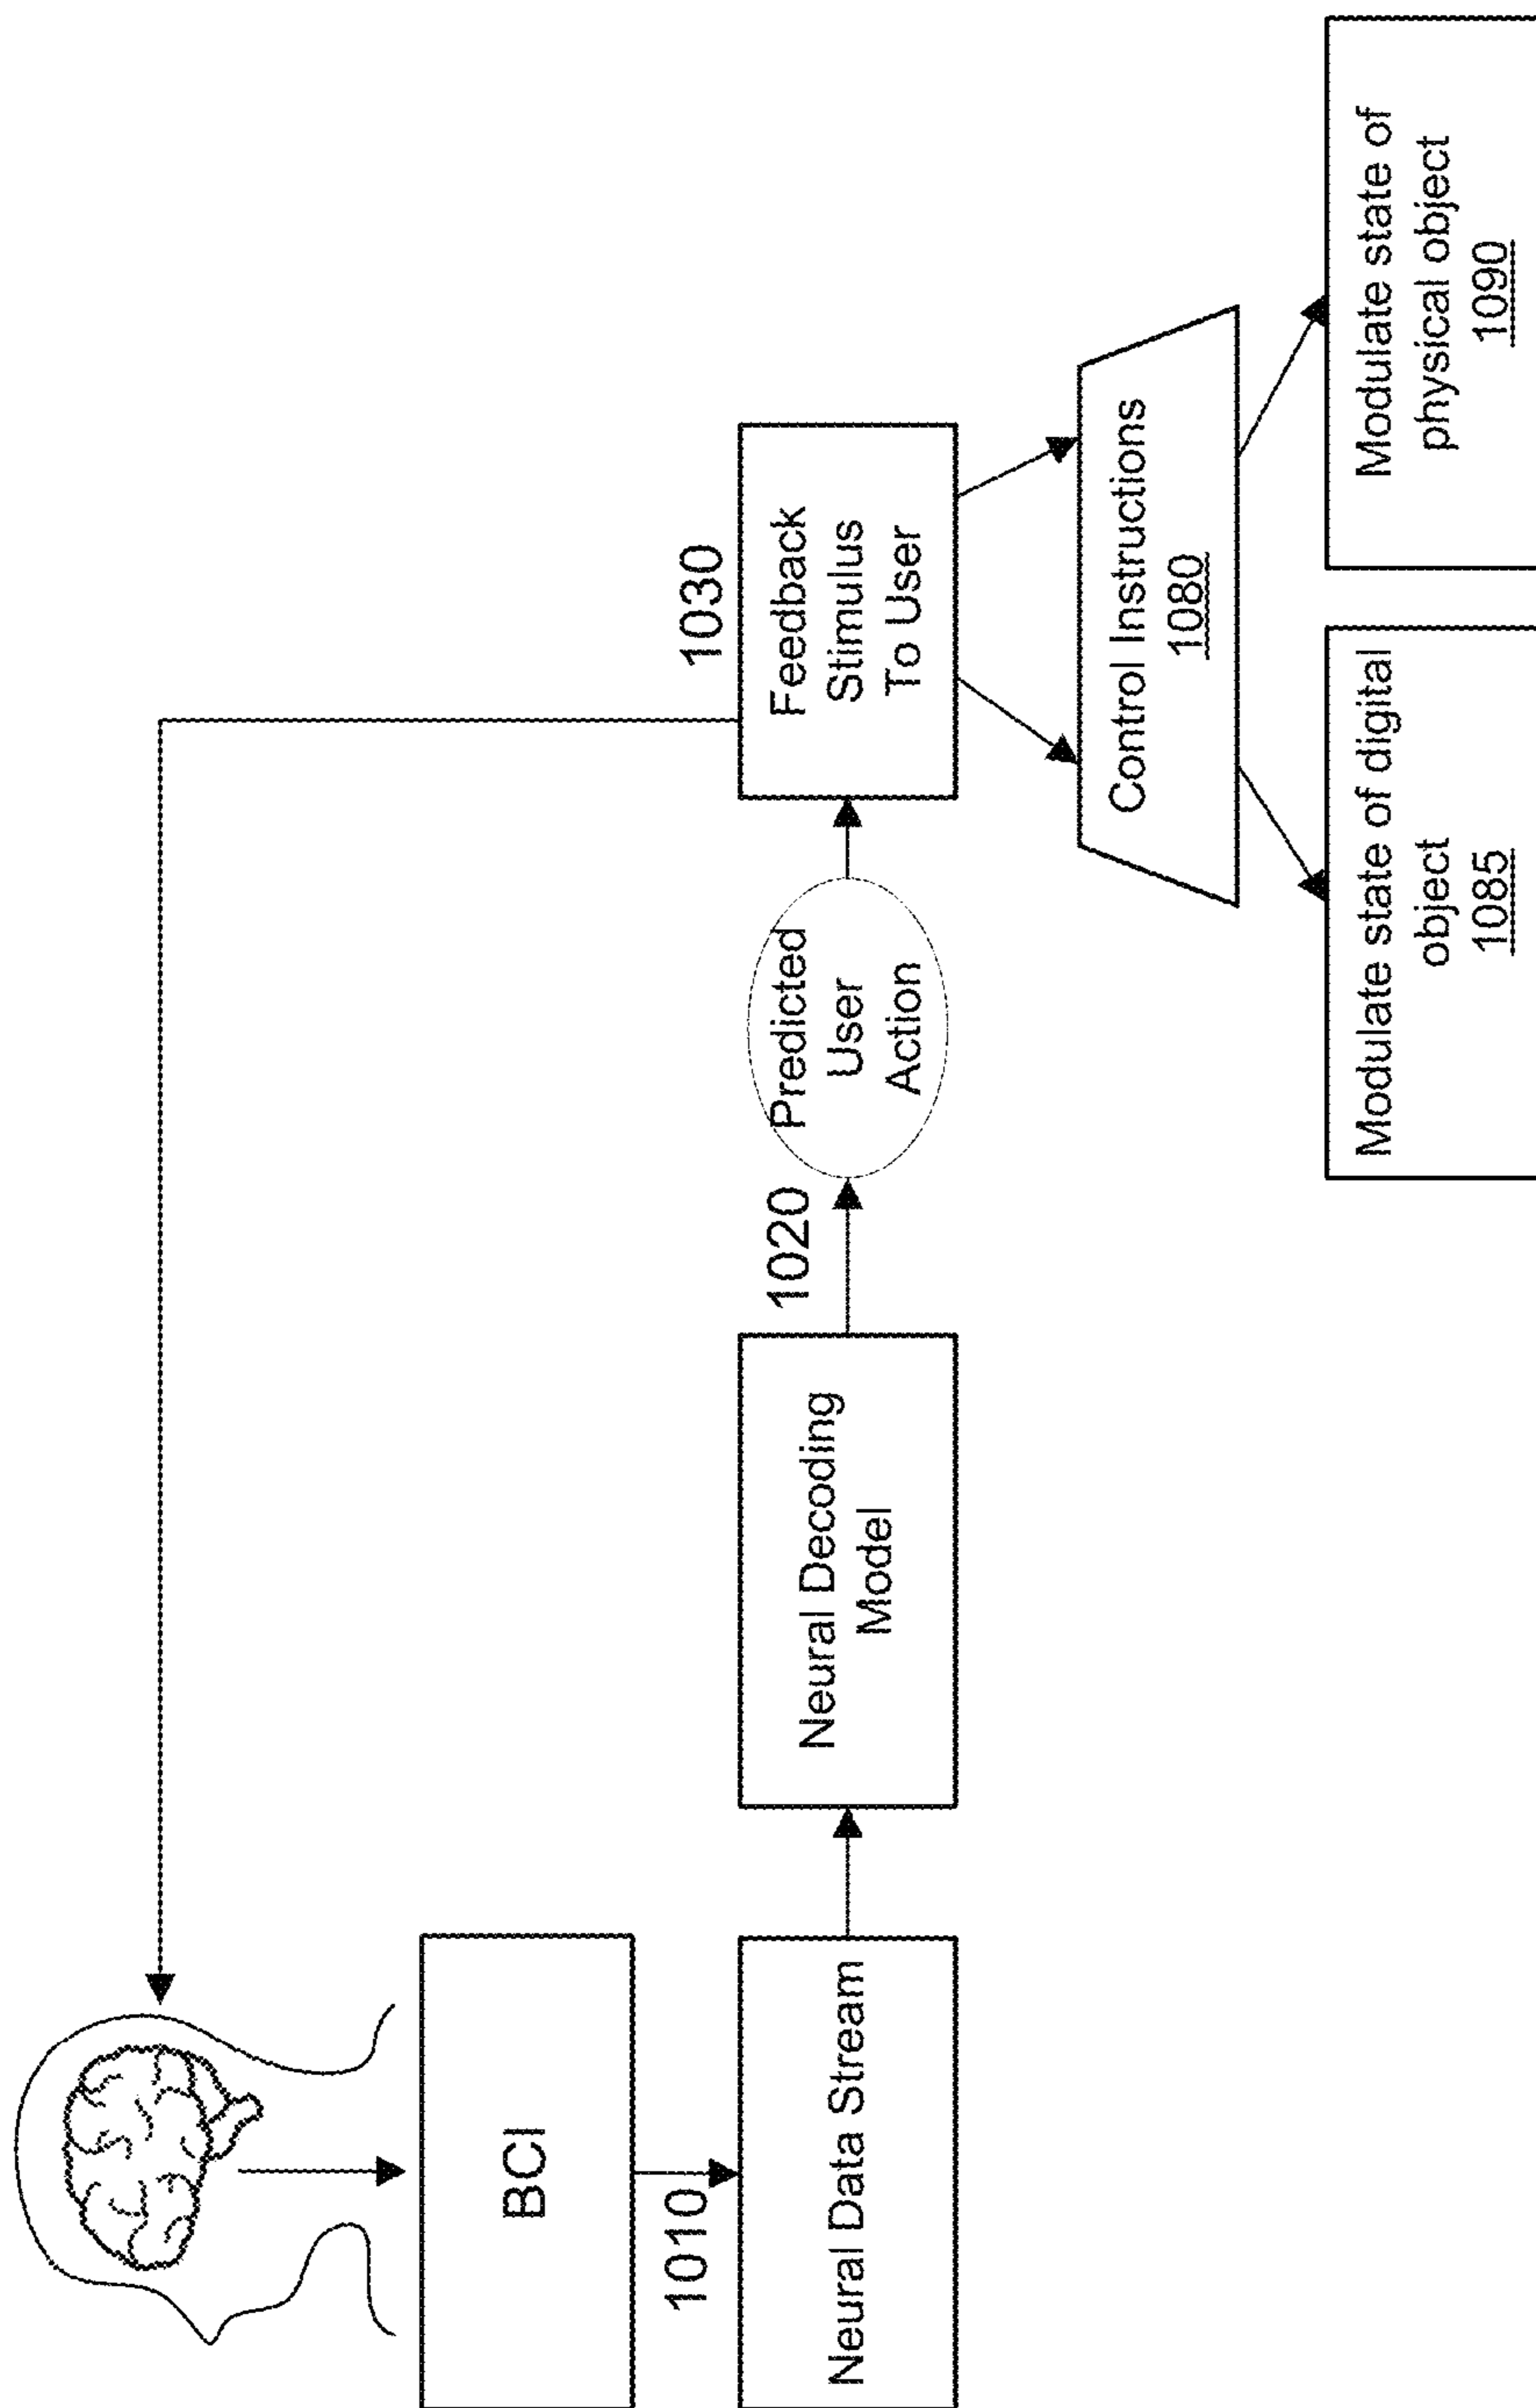 BCI
1010
Neural Data Stream
Neural Decoding
Model
1020
Predicted
User
Action
1030
Feedback
Stimulus
To User
Control Instructions
1080
Modulate state of digital
object
1085
Modulate state of
physical object
1090